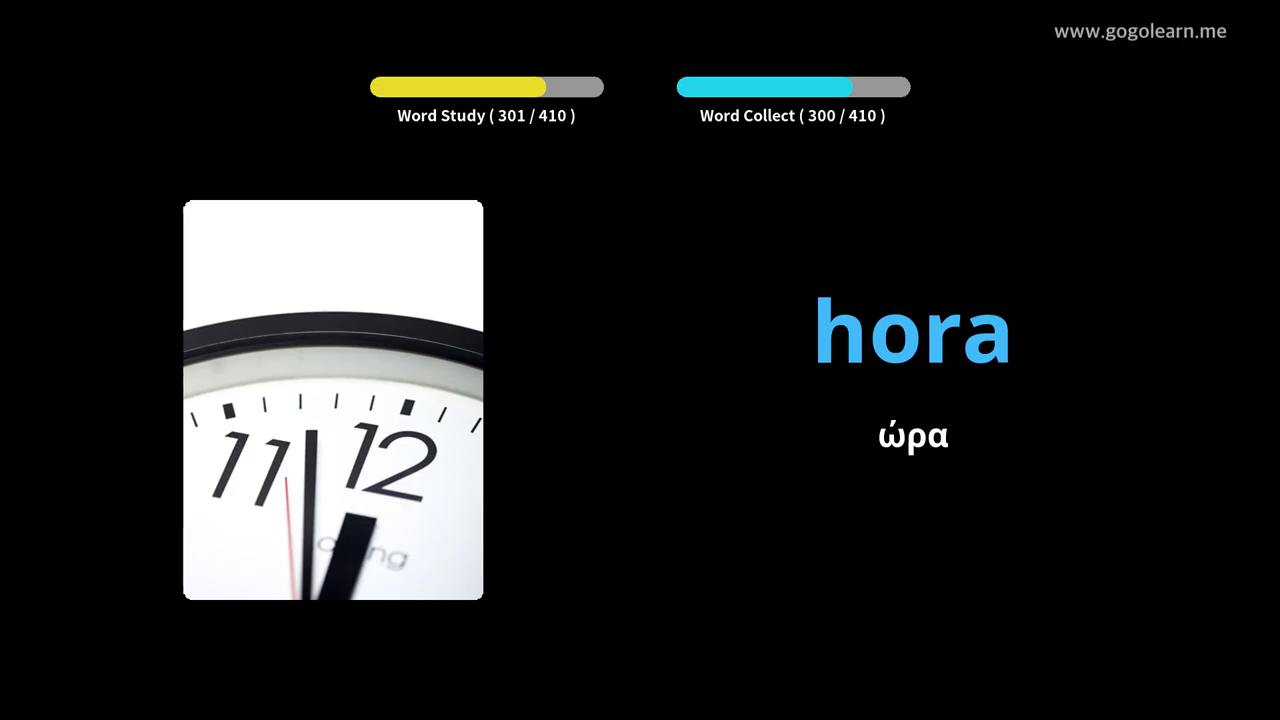 www.gogolearn.me
Word Study ( 301 / 410 )
Word Collect ( 300 / 410 )
11 12
hora
ώρα